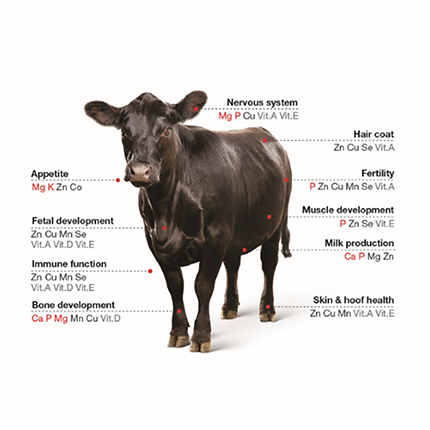 Nervous system
Mg P Cu Vit.A Vit.E
Hair coat
Zn Cu Se Vit.A
Appetite
Mg K Zn Co
Fertility
P Zn Cu Mn Se Vit.A
Muscle development
P Zn Se Vit.E
Fetal development
Zn Cu Mn Se
Vit.A Vit.D Vit.E
Milk production
Ca P Mg Zn
Immune function
Zn Cu Mn Se
Vit.A Vit.D Vit.E
Bone development
Ca P Mg Mn Cu Vit.D
Skin & hoof health
Zn Cu Mn Vit.A Vit.E